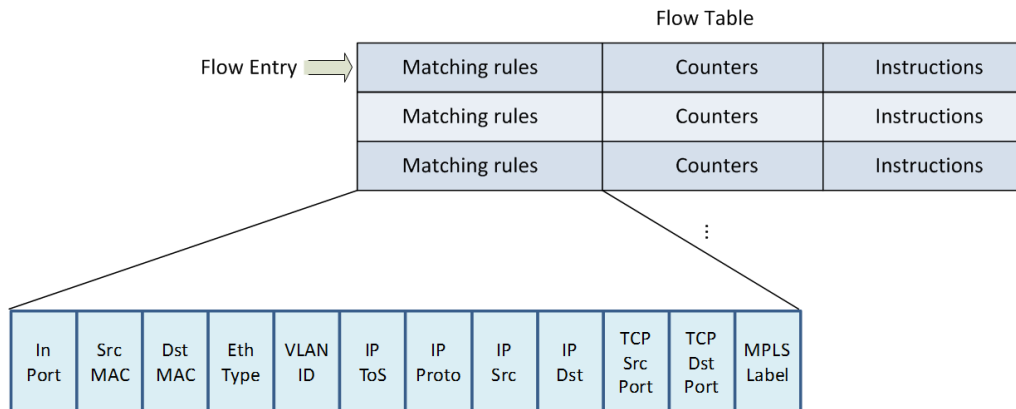 Flow Table
Flow Entry
Matching rules Counters Instructions
Matching rules Counters Instructions
Matching rules Counters Instructions
...
In Port
Src MAC
Dst MAC
Eth Type
VLAN ID
IP ToS
IP Proto
IP Src
IP Dst
TCP Src Port
TCP Dst Port
MPLS Label